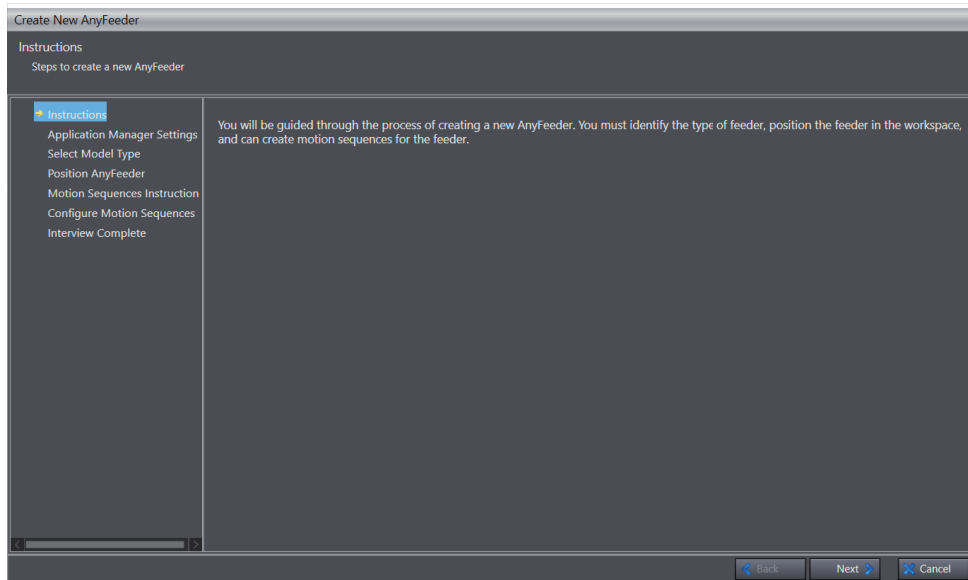 Create New AnyFeeder
Instructions
Steps to create a new AnyFeeder
Instructions
Application Manager Settings
Select Model Type
Position AnyFeeder
Motion Sequences Instruction
Configure Motion Sequences
Interview Complete
You will be guided through the process of creating a new AnyFeeder. You must identify the type of feeder, position the feeder in the workspace,
and can create motion sequences for the feeder.
Back
Next
Cancel